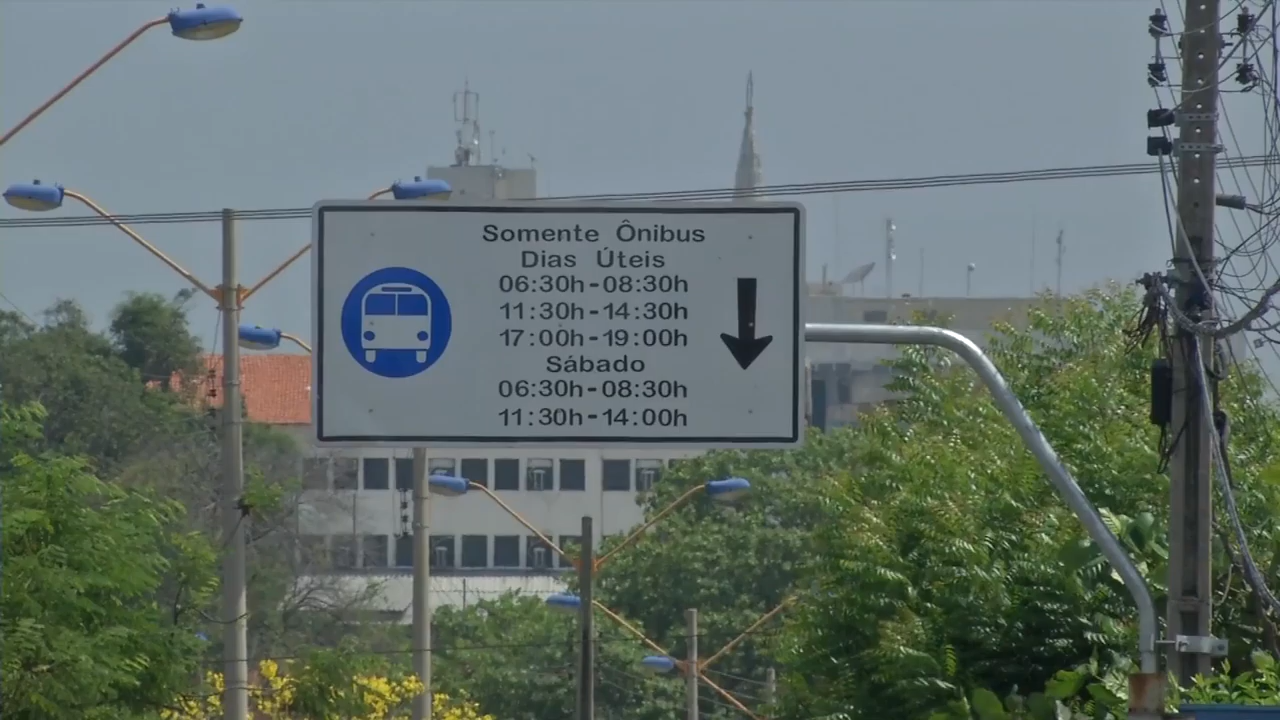 Somente Ônibus
Dias Úteis
06:30h-08:30h
11:30h-14:30h
17:00h-19:00h
Sábado
06:30h-08:30h
11:30h-14:00h